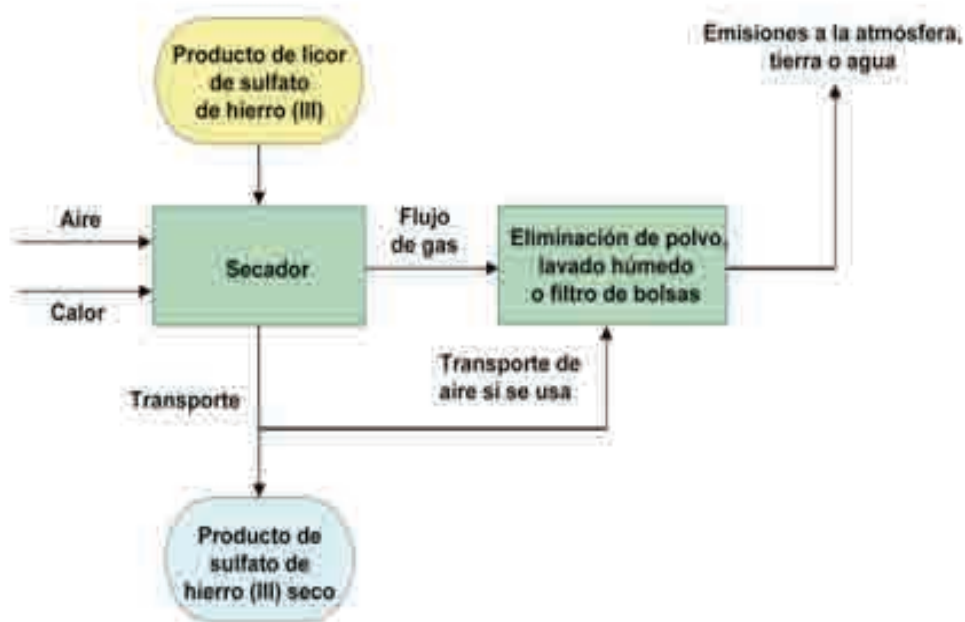 Producto de licor
de sulfato
de hierro (III)
Emisiones a la atmósfera,
tierra o agua
Aire
Calor
Secador
Flujo
de gas
Eliminación de polvo,
lavado húmedo
o filtro de bolsas
Transporte
Transporte de
aire si se usa
Producto de
sulfato de
hierro (III) seco